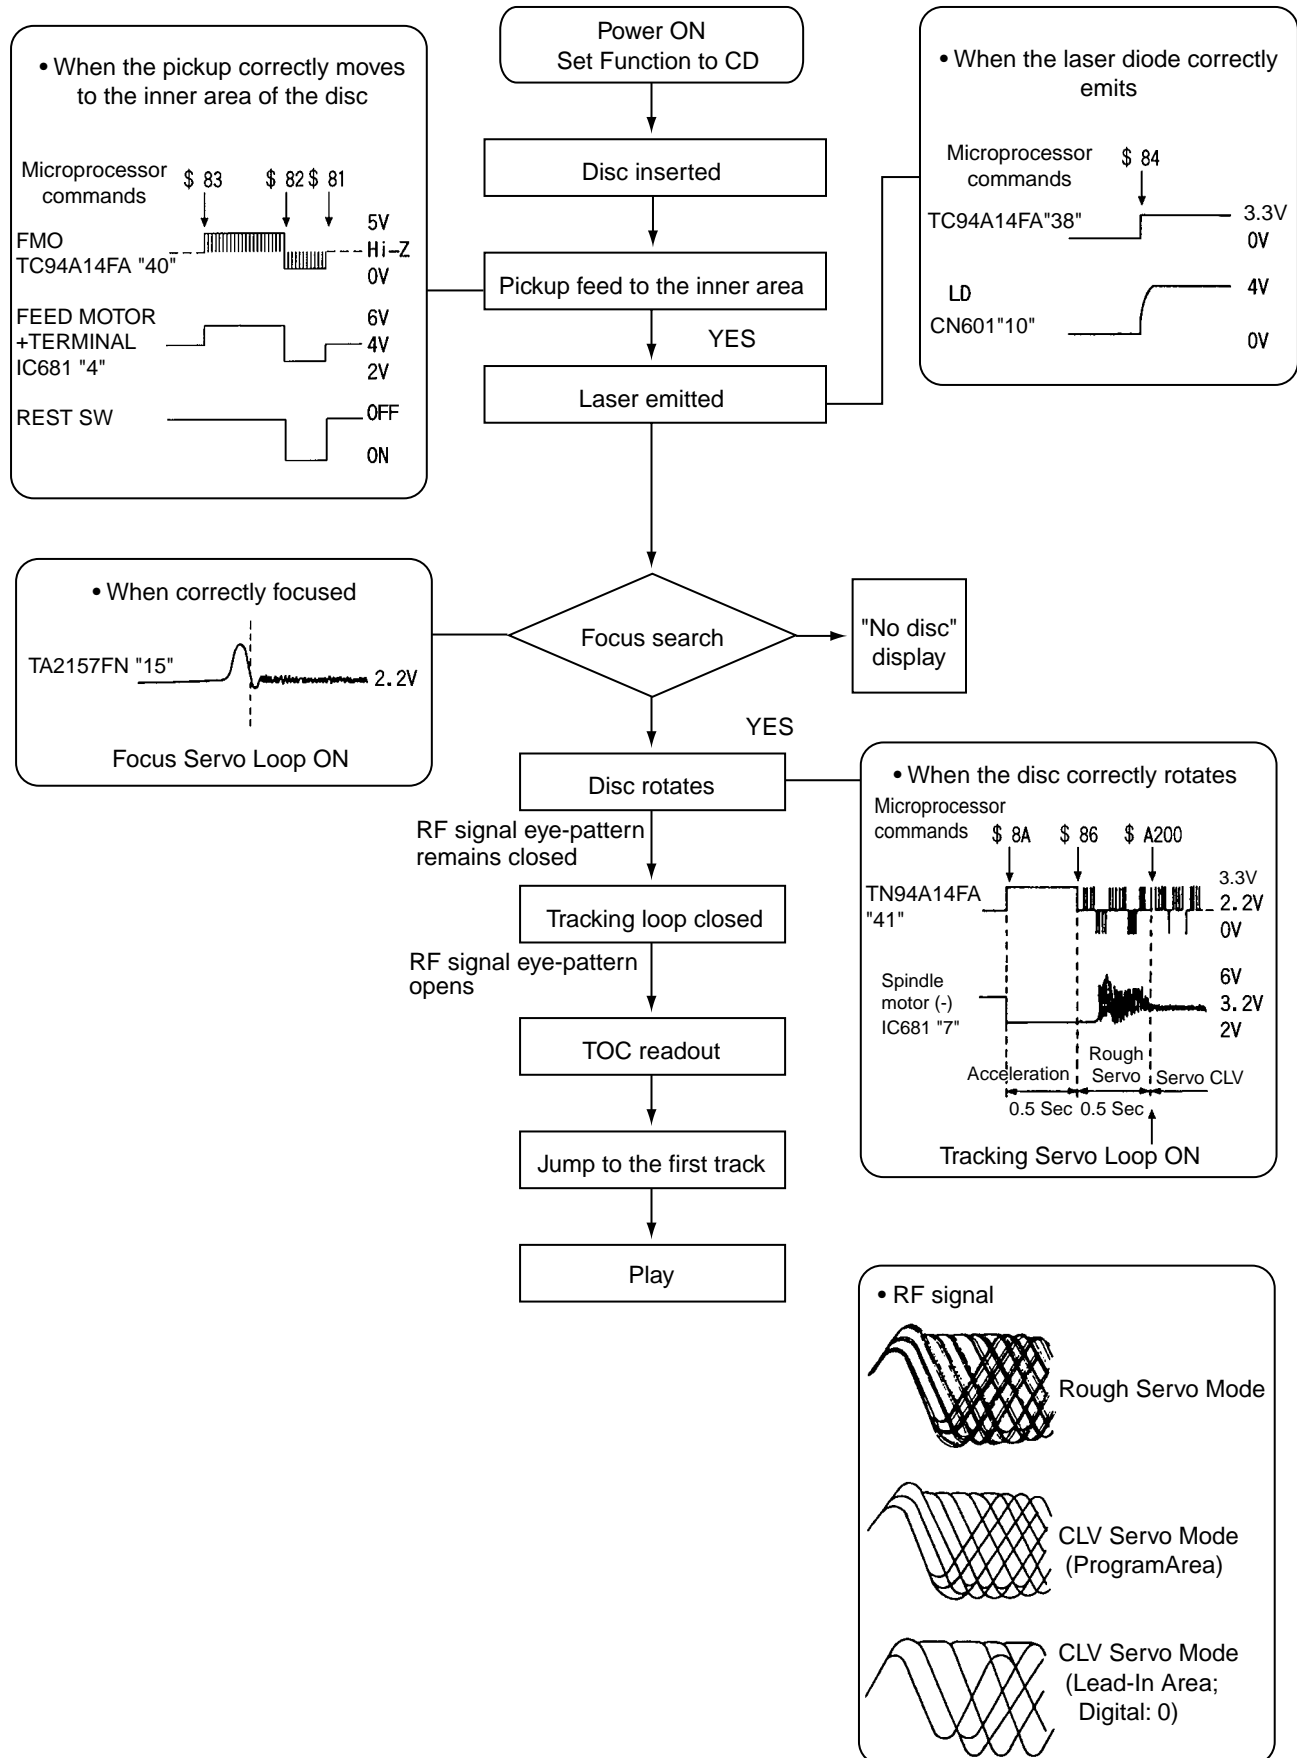 Power ON
Set Function to CD
• When the pickup correctly moves
to the inner area of the disc
Microprocessor
commands
$ 83
$ 82
$ 81
FMO
TC94A14FA "40"
5V
Hi-Z
0V
FEED MOTOR
+TERMINAL
IC681 "4"
6V
4V
2V
REST SW
OFF
ON
• When the laser diode correctly
emits
Microprocessor
commands
$ 84
TC94A14FA"38"
3.3V
0V
LD
CN601"10"
4V
0V
Disc inserted
Pickup feed to the inner area
YES
Laser emitted
• When correctly focused
TA2157FN "15"
2.2V
Focus Servo Loop ON
Focus search
"No disc"
display
YES
Disc rotates
RF signal eye-pattern
remains closed
Tracking loop closed
RF signal eye-pattern
opens
TOC readout
Jump to the first track
Play
• When the disc correctly rotates
Microprocessor
commands
$ 8A
$ 86
$ A200
TN94A14FA
"41"
3.3V
2.2V
0V
Spindle
motor (-)
IC681 "7"
6V
3.2V
2V
Acceleration
Rough
Servo
Servo CLV
0.5 Sec
0.5 Sec
Tracking Servo Loop ON
• RF signal
Rough Servo Mode
CLV Servo Mode
(ProgramArea)
CLV Servo Mode
(Lead-In Area;
Digital: 0)